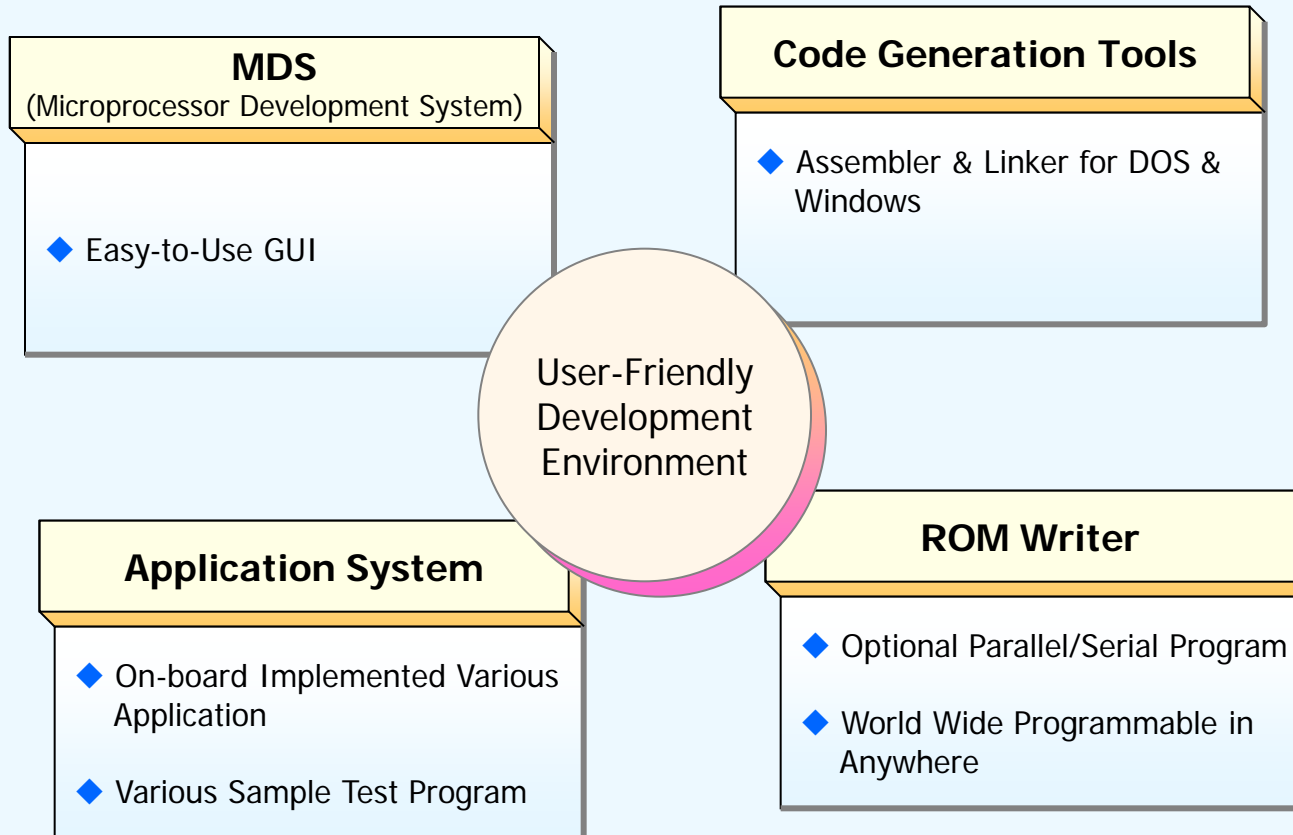 MDS
(Microprocessor Development System)
Easy-to-Use GUI
Code Generation Tools
Assembler & Linker for DOS &
Windows
User-Friendly
Development
Environment
Application System
On-board Implemented Various
Application
Various Sample Test Program
ROM Writer
Optional Parallel/Serial Program
World Wide Programmable in
Anywhere